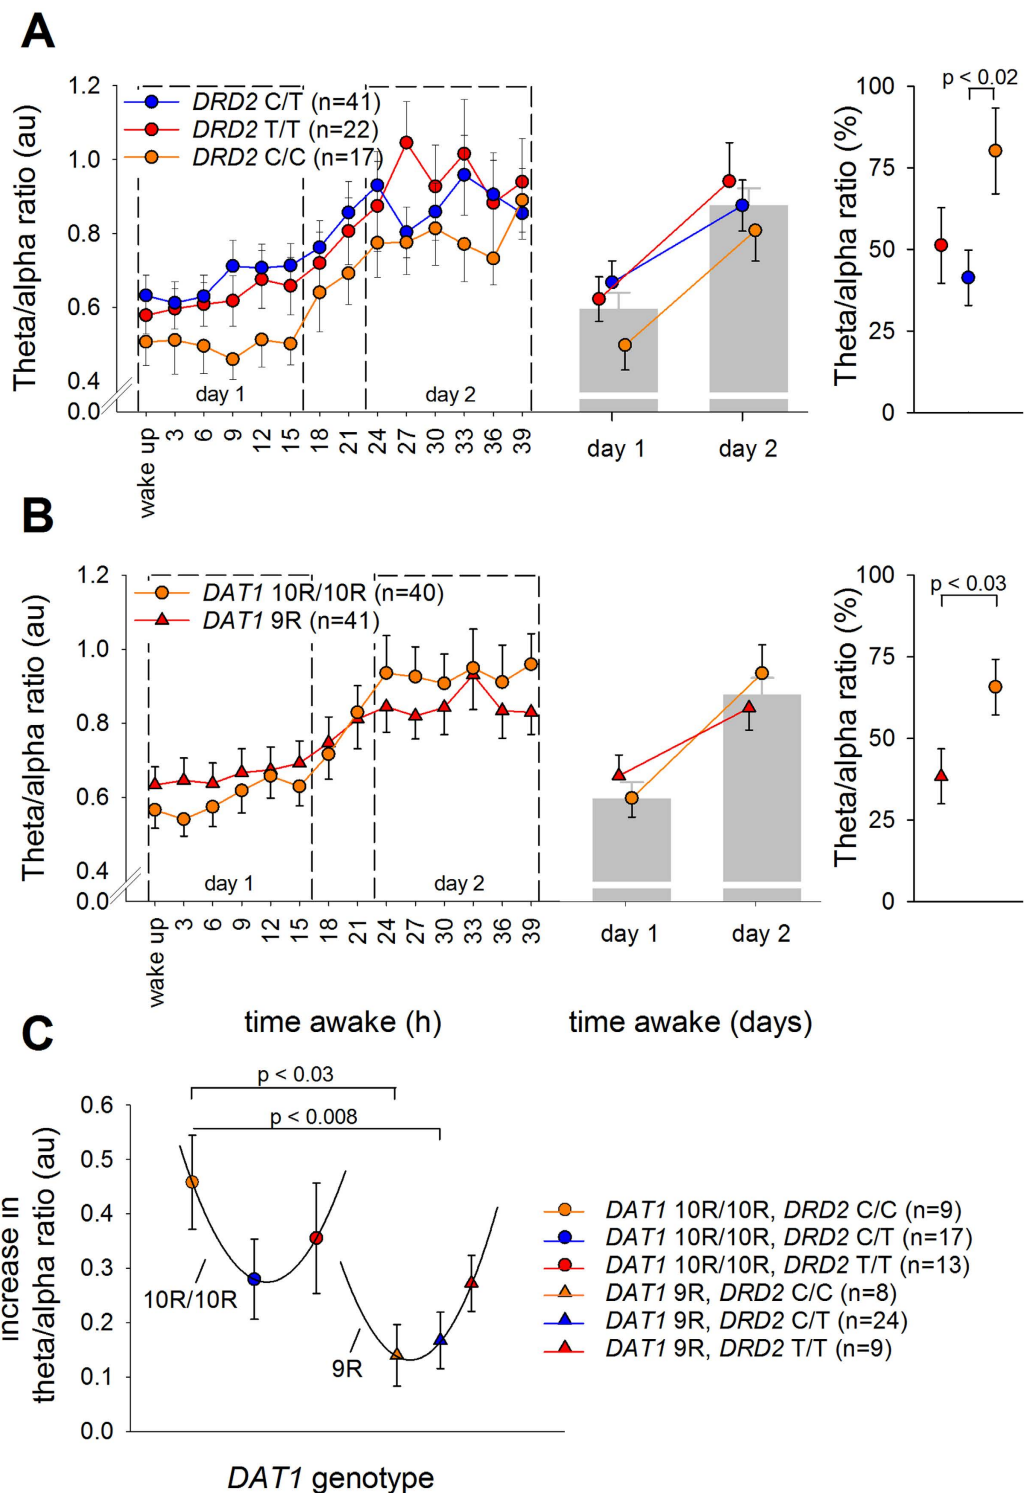 A
Theta/alpha ratio (au)
1.2
1.0
0.8
0.6
0.4
0.0
DRD2 C/T (n=41)
DRD2 T/T (n=22)
DRD2 C/C (n=17)
day 1
day 2
wake up
3
6
9
12
15
18
21
24
27
30
33
36
39
day 1
day 2
Theta/alpha ratio (%)
100
75
50
25
0
p < 0.02
B
Theta/alpha ratio (au)
1.2
1.0
0.8
0.6
0.4
0.0
DAT1 10R/10R (n=40)
DAT1 9R (n=41)
day 1
day 2
wake up
3
6
9
12
15
18
21
24
27
30
33
36
39
time awake (h)
day 1
day 2
time awake (days)
Theta/alpha ratio (%)
100
75
50
25
0
p < 0.03
C
increase in
theta/alpha ratio (au)
0.6
0.5
0.4
0.3
0.2
0.1
0.0
p < 0.03
p < 0.008
10R/10R
9R
DAT1 genotype
DAT1 10R/10R, DRD2 C/C (n=9)
DAT1 10R/10R, DRD2 C/T (n=17)
DAT1 10R/10R, DRD2 T/T (n=13)
DAT1 9R, DRD2 C/C (n=8)
DAT1 9R, DRD2 C/T (n=24)
DAT1 9R, DRD2 T/T (n=9)